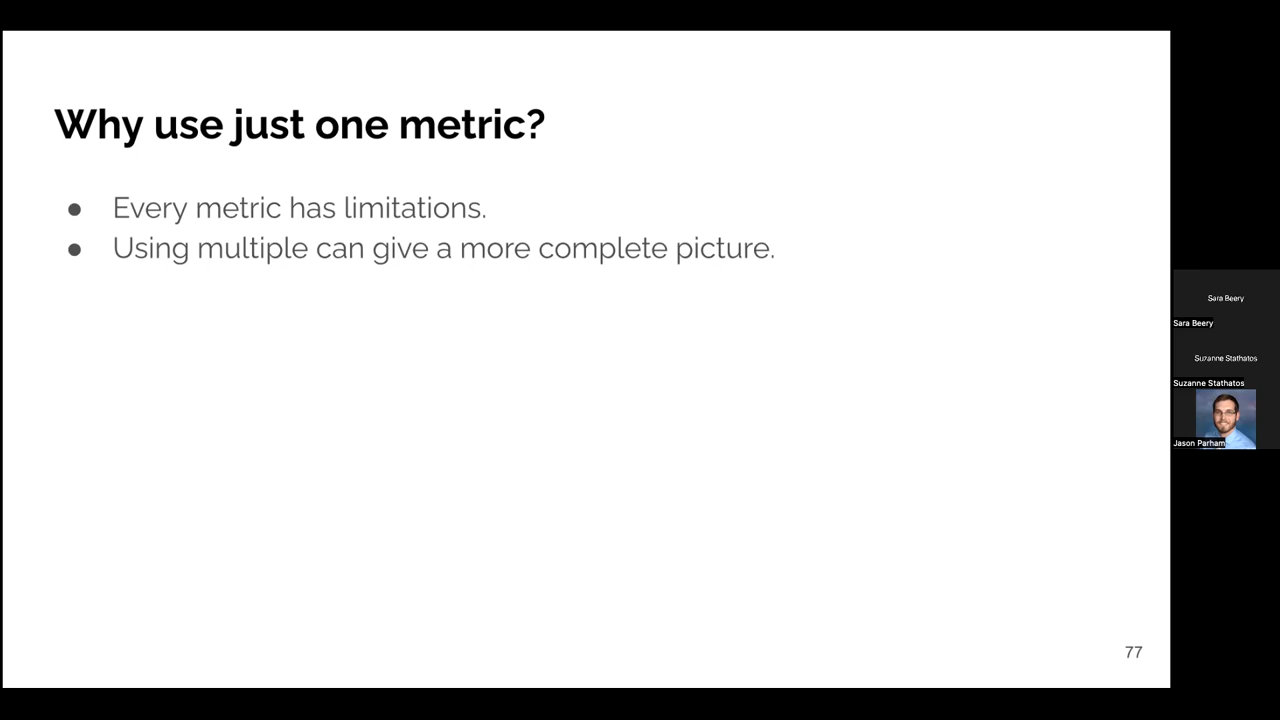 Why use just one metric?
● Every metric has limitations.
● Using multiple can give a more complete picture.
77
Sara Beery
Sara Beery
Suzanne Stathatos
Suzanne Stathatos
Jason Parham